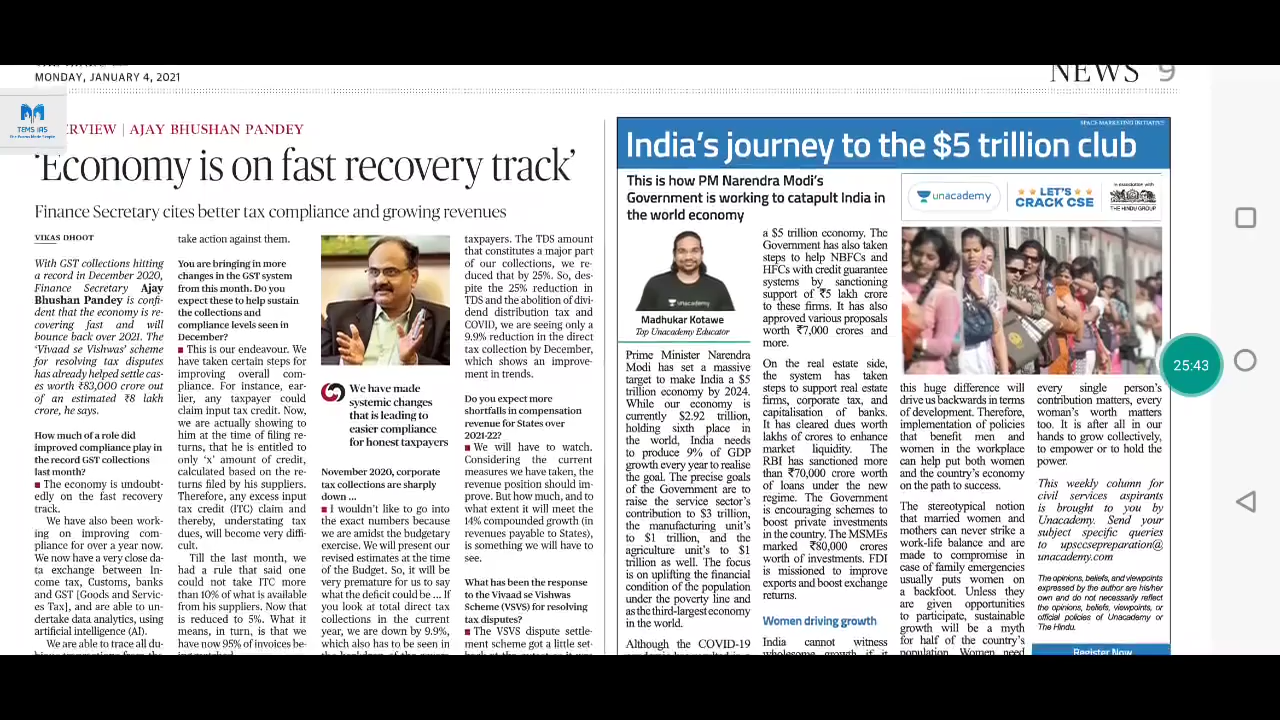 MONDAY, JANUARY 4, 2021
NEWS 9
TEMS IAS
ERVIEW | AJAY BHUSHAN PANDEY
'Economy is on fast recovery track'
Finance Secretary cites better tax compliance and growing revenues
VIKAS DHOOT
With GST collections hitting
a record in December 2020,
Finance Secretary Ajay
Bhushan Pandey is confi-
dent that the economy is re-
covering fast and will
bounce back over 2021. The
'Vivaad se Vishwas' scheme
for resolving tax disputes
has already helped settle cas-
es worth ₹83,000 crore out
of an estimated ₹8 lakh
crore, he says.
How much of a role did
improved compliance play in
the record GST collections
last month?
■ The economy is undoubt-
edly on the fast recovery
track.
We have also been work-
ing on improving com-
pliance for over a year now.
We now have a very close da-
ta exchange between In-
come tax, Customs, banks
and GST [Goods and Servic-
es Tax], and are able to un-
dertake data analytics, using
artificial intelligence (AI).
We are able to trace all du-
take action against them.
You are bringing in more
changes in the GST system
from this month. Do you
expect these to help sustain
the collections and
compliance levels seen in
December?
■ This is our endeavour. We
have taken certain steps for
improving overall com-
pliance. For instance, ear-
lier, any taxpayer could
claim input tax credit. Now,
we are actually showing to
him at the time of filing re-
turns, that he is entitled to
only 'x' amount of credit,
calculated based on the re-
turns filed by his suppliers.
Therefore, any excess input
tax credit (ITC) claim and
thereby, understating tax
dues, will become very diffi-
cult.
Till the last month, we
had a rule that said one
could not take ITC more
than 10% of what is available
from his suppliers. Now that
is reduced to 5%. What it
means, in turn, is that we
have now 95% of invoices be-
We have made
systemic changes
that is leading to
easier compliance
for honest taxpayers
November 2020, corporate
tax collections are sharply
down ...
■ I wouldn't like to go into
the exact numbers because
we are amidst the budgetary
exercise. We will present our
revised estimates at the time
of the Budget. So, it will be
very premature for us to say
what the deficit could be ... If
you look at total direct tax
collections in the current
year, we are down by 9.9%,
which also has to be seen in
taxpayers. The TDS amount
that constitutes a major part
of our collections, we re-
duced that by 25%. So, des-
pite the 25% reduction in
TDS and the abolition of divi-
dend distribution tax and
COVID, we are seeing only a
9.9% reduction in the direct
tax collection by December,
which shows an improve-
ment in trends.
Do you expect more
shortfalls in compensation
revenue for States over
2021-22?
■ We will have to watch.
Considering the current
measures we have taken, the
revenue position should im-
prove. But how much, and to
what extent it will meet the
14% compounded growth (in
revenues payable to States),
is something we will have to
see.
What has been the response
to the Vivaad se Vishwas
Scheme (VSVS) for resolving
tax disputes?
■ The VSVS dispute settle-
ment scheme got a little set-
SPACE MARKETING INITIATIVE
India's journey to the $5 trillion club
This is how PM Narendra Modi's
Government is working to catapult India in
the world economy
unacademy
LET'S
CRACK CSE
In association with
THE HINDU GROUP
unacademy
Madhukar Kotawe
Top Unacademy Educator
Prime Minister Narendra
Modi has set a massive
target to make India a $5
trillion economy by 2024.
While our economy is
currently $2.92 trillion,
holding sixth place in
the world, India needs
to produce 9% of GDP
growth every year to realise
the goal. The precise goals
of the Government are to
raise the service sector's
contribution to $3 trillion,
the manufacturing unit's
to $1 trillion, and the
agriculture unit's to $1
trillion as well. The focus
is on uplifting the financial
condition of the population
under the poverty line and
as the third-largest economy
in the world.
Although the COVID-19
a $5 trillion economy. The
Government has also taken
steps to help NBFCs and
HFCs with credit guarantee
systems by sanctioning
support of ₹5 lakh crore
to these firms. It has also
approved various proposals
worth ₹7,000 crores and
more.
On the real estate side,
the system has taken
steps to support real estate
firms, corporate tax, and
capitalisation of banks.
It has cleared dues worth
lakhs of crores to enhance
market liquidity. The
RBI has sanctioned more
than ₹70,000 crore worth
of loans under the new
regime. The Government
is encouraging schemes to
boost private investments
in the country. The MSMEs
marked ₹80,000 crores
worth of investments. FDI
is missioned to improve
exports and boost exchange
returns.
Women driving growth
India cannot witness
wholesome growth if it
this huge difference will
drive us backwards in terms
of development. Therefore,
implementation of policies
that benefit men and
women in the workplace
can help put both women
and the country's economy
on the path to success.
The stereotypical notion
that married women and
mothers can never strike a
work-life balance and are
made to compromise in
case of family emergencies
usually puts women on
a backfoot. Unless they
are given opportunities
to participate, sustainable
growth will be a myth
for half of the country's
population. Women need
every single person's
contribution matters, every
woman's worth matters
too. It is after all in our
hands to grow collectively,
to empower or to hold the
power.
This weekly column for
civil services aspirants
is brought to you by
Unacademy. Send your
subject specific queries
to upsccsepreparation@
unacademy.com
The opinions, beliefs, and viewpoints
expressed by the author are his/her
own and do not necessarily reflect
the opinions, beliefs, viewpoints, or
official policies of Unacademy or
The Hindu.
Register Now
25:43